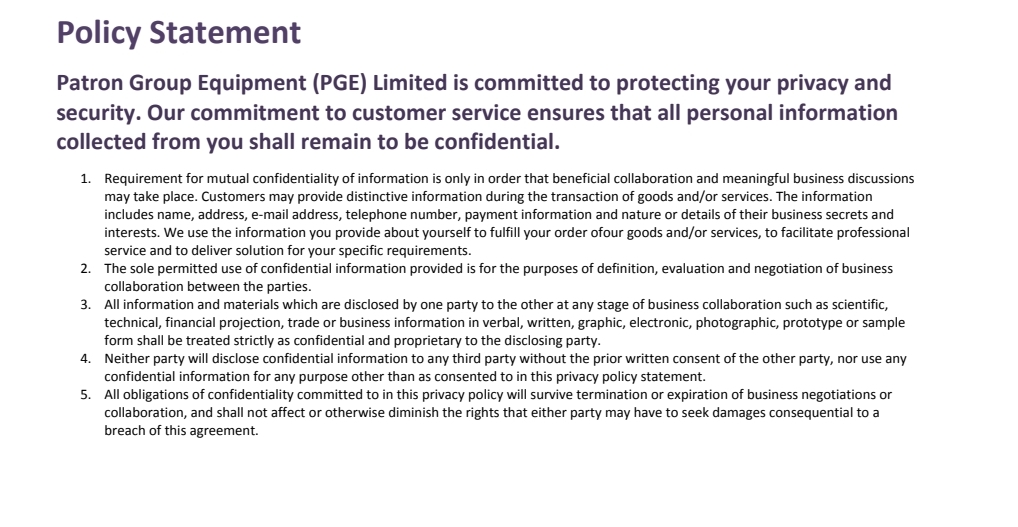 Policy Statement
Patron Group Equipment (PGE) Limited is committed to protecting your privacy and
security. Our commitment to customer service ensures that all personal information
collected from you shall remain to be confidential.
1. Requirement for mutual confidentiality of information is only in order that beneficial collaboration and meaningful business discussions
may take place. Customers may provide distinctive information during the transaction of goods and/or services. The information
includes name, address, e-mail address, telephone number, payment information and nature or details of their business secrets and
interests. We use the information you provide about yourself to fulfill your order ofour goods and/or services, to facilitate professional
service and to deliver solution for your specific requirements.
2. The sole permitted use of confidential information provided is for the purposes of definition, evaluation and negotiation of business
collaboration between the parties.
3. All information and materials which are disclosed by one party to the other at any stage of business collaboration such as scientific,
technical, financial projection, trade or business information in verbal, written, graphic, electronic, photographic, prototype or sample
form shall be treated strictly as confidential and proprietary to the disclosing party.
4. Neither party will disclose confidential information to any third party without the prior written consent of the other party, nor use any
confidential information for any purpose other than as consented to in this privacy policy statement.
5. All obligations of confidentiality committed to in this privacy policy will survive termination or expiration of business negotiations or
collaboration, and shall not affect or otherwise diminish the rights that either party may have to seek damages consequential to a
breach of this agreement.